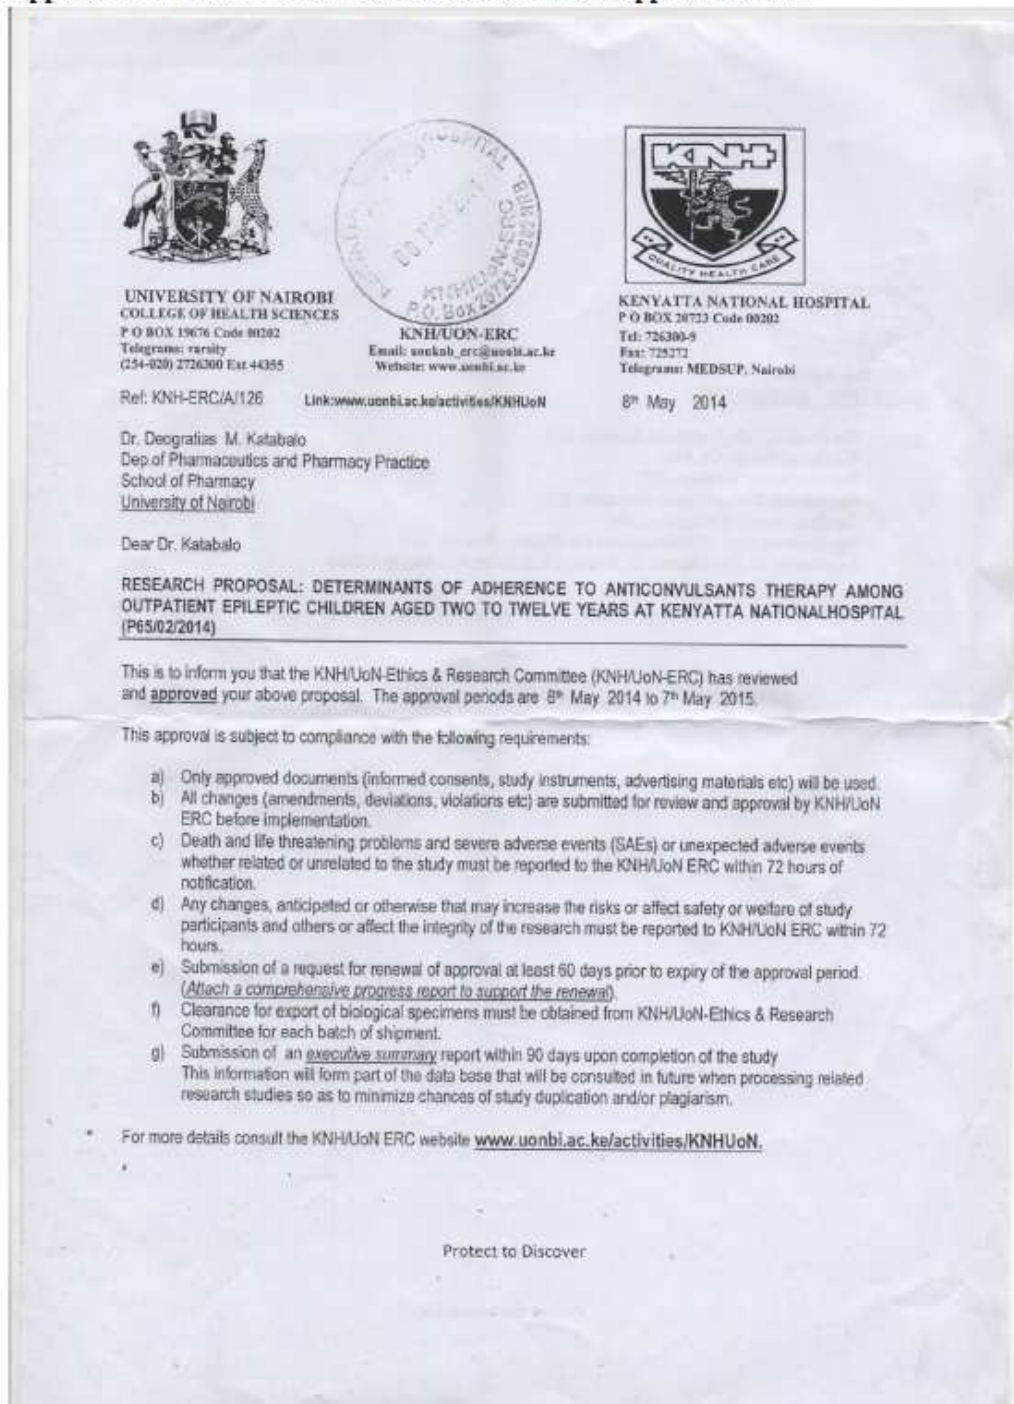 KNH
QUALITY HEALTH CARE
HOSPITAL
KNH/UON-ERC
P.O. Box 20723-00202
UNIVERSITY OF NAIROBI
COLLEGE OF HEALTH SCIENCES
P O BOX 19676 Code 00202
Telegrams: varsity
(254-020) 2726300 Ext 44355
KNH/UON-ERC
Email: uonknh_erc@uonbi.ac.ke
Website: www.uonbi.ac.ke
KENYATTA NATIONAL HOSPITAL
P O BOX 20723 Code 00202
Tel: 726300-9
Fax: 725272
Telegrams: MEDSUP, Nairobi
Ref: KNH-ERC/A/126
Link:www.uonbi.ac.ke/activities/KNHUoN
8th May 2014
Dr. Deogratias M. Katabalo
Dep.of Pharmaceutics and Pharmacy Practice
School of Pharmacy
University of Nairobi
Dear Dr. Katabalo
RESEARCH PROPOSAL: DETERMINANTS OF ADHERENCE TO ANTICONVULSANTS THERAPY AMONG
OUTPATIENT EPILEPTIC CHILDREN AGED TWO TO TWELVE YEARS AT KENYATTA NATIONALHOSPITAL
(P65/02/2014)
This is to inform you that the KNH/UoN-Ethics & Research Committee (KNH/UoN-ERC) has reviewed
and approved your above proposal. The approval periods are 8th May 2014 to 7th May 2015.
This approval is subject to compliance with the following requirements:
a) Only approved documents (informed consents, study instruments, advertising materials etc) will be used.
b) All changes (amendments, deviations, violations etc) are submitted for review and approval by KNH/UoN
ERC before implementation.
c) Death and life threatening problems and severe adverse events (SAEs) or unexpected adverse events
whether related or unrelated to the study must be reported to the KNH/UoN ERC within 72 hours of
notification.
d) Any changes, anticipated or otherwise that may increase the risks or affect safety or welfare of study
participants and others or affect the integrity of the research must be reported to KNH/UoN ERC within 72
hours.
e) Submission of a request for renewal of approval at least 60 days prior to expiry of the approval period.
(Attach a comprehensive progress report to support the renewal).
f) Clearance for export of biological specimens must be obtained from KNH/UoN-Ethics & Research
Committee for each batch of shipment.
g) Submission of an executive summary report within 90 days upon completion of the study
This information will form part of the data base that will be consulted in future when processing related
research studies so as to minimize chances of study duplication and/or plagiarism.
For more details consult the KNH/UoN ERC website www.uonbi.ac.ke/activities/KNHUoN.
Protect to Discover